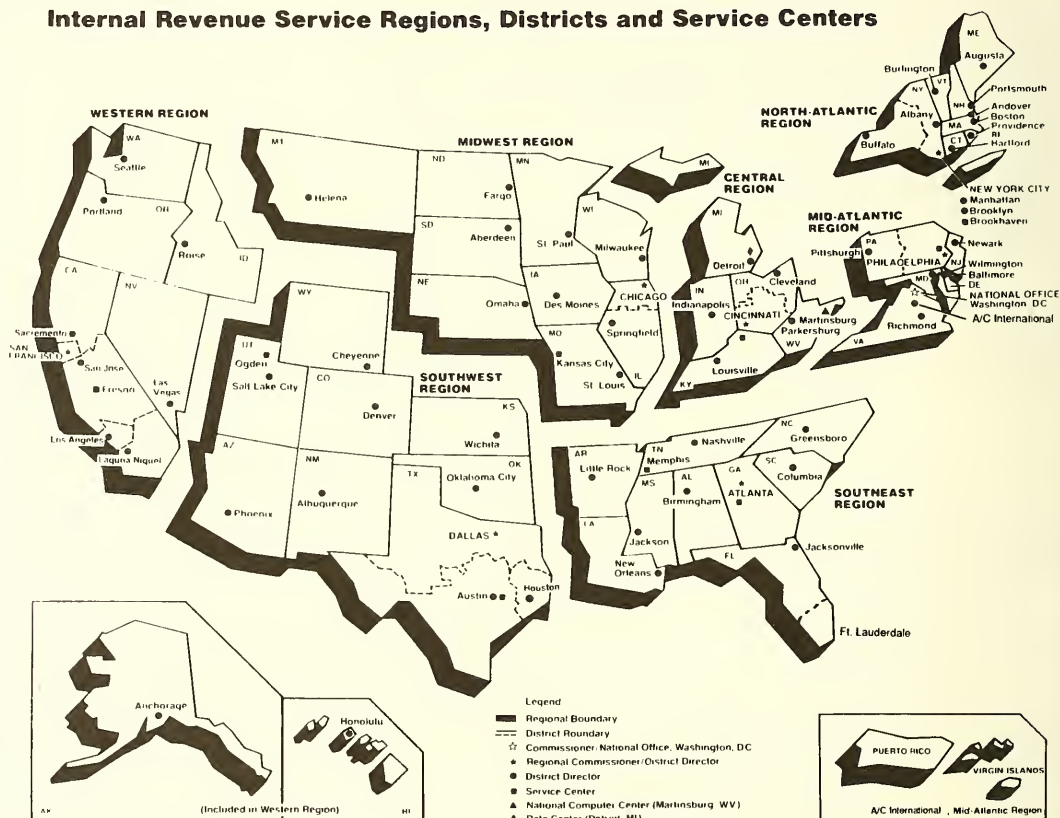 Internal Revenue Service Regions, Districts and Service Centers
WESTERN REGION
WA
Seattle
Portland
OR
Boise
ID
CA
NV
Sacramento
SAN FRANCISCO
San Jose
Fresno
Las Vegas
Los Angeles
Laguna Niguel
MIDWEST REGION
MT
Helena
ND
Fargo
SD
Aberdeen
NE
Omaha
MN
St. Paul
WI
Milwaukee
IA
Des Moines
CHICAGO
Springfield
MO
Kansas City
St Louis
IL
SOUTHWEST REGION
WY
Cheyenne
UT
Ogden
Salt Lake City
CO
Denver
KS
Wichita
AZ
Phoenix
NM
Albuquerque
TX
OK
Oklahoma City
DALLAS
Austin
Houston
CENTRAL REGION
MI
MI
Detroit
IN
Indianapolis
OH
Cleveland
CINCINNATI
Martinsburg
Parkersburg
WV
Louisville
KY
NORTH-ATLANTIC REGION
ME
Augusta
Burlington
NY
VT
Portsmouth
NH
Andover
Albany
MA
Boston
Providence
RI
CT
Hartford
Buffalo
NEW YORK CITY
Manhattan
Brooklyn
Brookhaven
MID-ATLANTIC REGION
Pittsburgh
PA
PHILADELPHIA
Newark
NJ
Wilmington
MD
Baltimore
DE
NATIONAL OFFICE
Washington DC
A/C International
Richmond
VA
SOUTHEAST REGION
AR
Little Rock
TN
Nashville
Memphis
NC
Greensboro
SC
Columbia
MS
AL
Birmingham
GA
ATLANTA
LA
Jackson
New Orleans
FL
Jacksonville
Ft. Lauderdale
Anchorage
AK
(Included in Western Region)
Honolulu
HI
Legend
Regional Boundary
District Boundary
Commissioner/National Office, Washington, DC
Regional Commissioner/District Director
District Director
Service Center
National Computer Center (Martinsburg WV)
Data Center (Detroit, MI)
PUERTO RICO
VIRGIN ISLANDS
A/C International , Mid-Atlantic Region